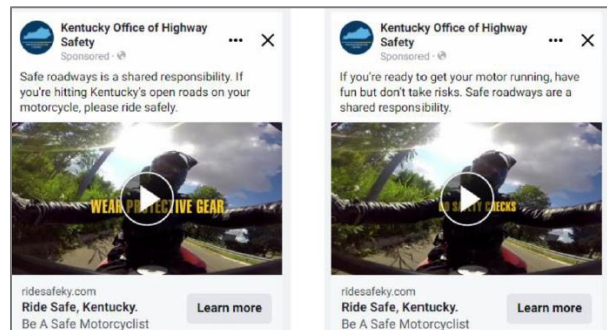 Kentucky Office of Highway
Safety
Sponsored
Safe roadways is a shared responsibility. If
you're hitting Kentucky's open roads on your
motorcycle, please ride safely.
WEAR PROTECTIVE GEAR
ridesafeky.com
Ride Safe, Kentucky.
Be A Safe Motorcyclist
Learn more
Kentucky Office of Highway
Safety
Sponsored
If you're ready to get your motor running, have
fun but don't take risks. Safe roadways are a
shared responsibility.
DO SAFETY CHECKS
ridesafeky.com
Ride Safe, Kentucky.
Be A Safe Motorcyclist
Learn more